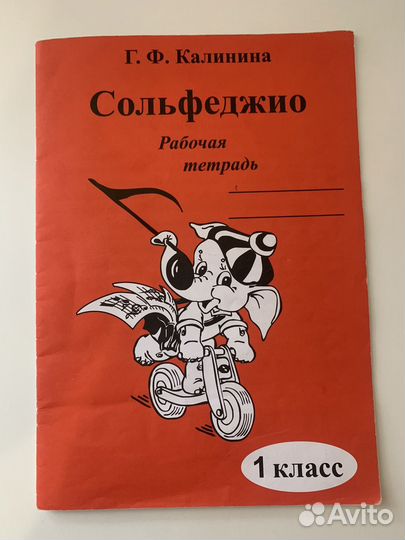 Г. Ф. Калинина
Сольфеджио
Рабочая
тетрадь
1 класс
Avito